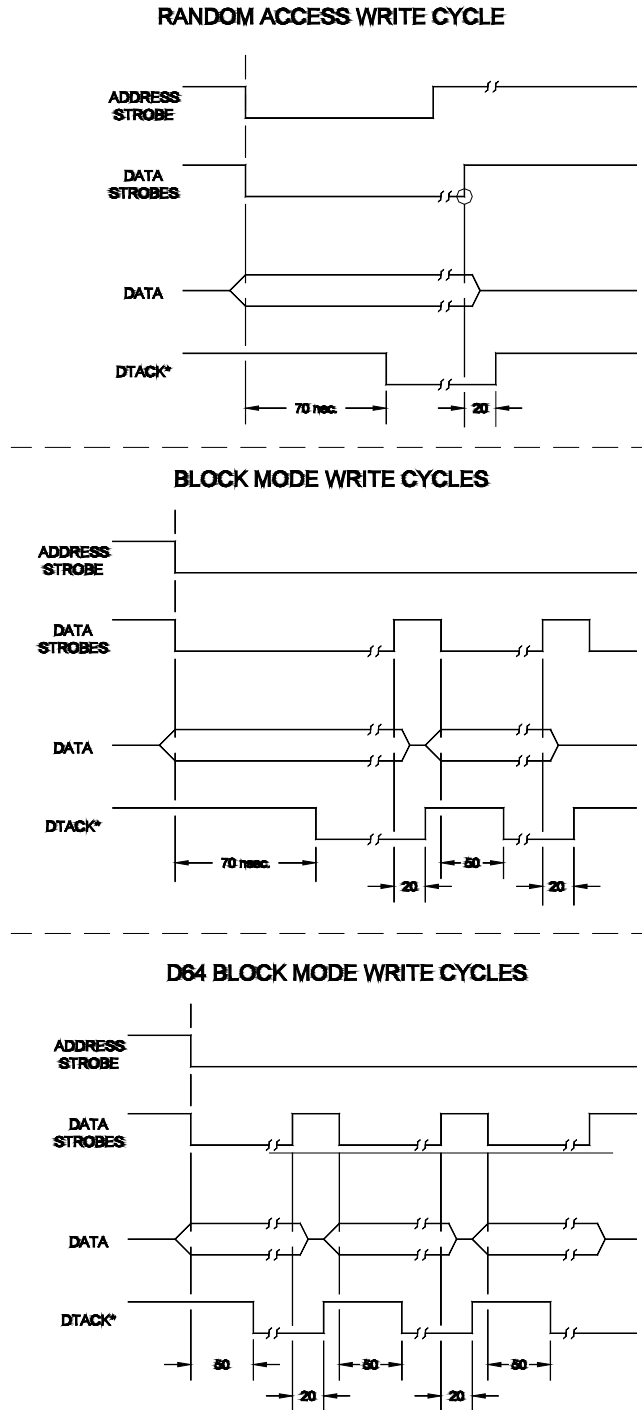 RANDOM ACCESS WRITE CYCLE
ADDRESS
STROBE
DATA
STROBES
DATA
DTACK*
70 nsc.
20
BLOCK MODE WRITE CYCLES
ADDRESS
STROBE
DATA
STROBES
DATA
DTACK*
70 nsec.
20
50
20
D64 BLOCK MODE WRITE CYCLES
ADDRESS
STROBE
DATA
STROBES
DATA
DTACK*
50
50
50
20
20